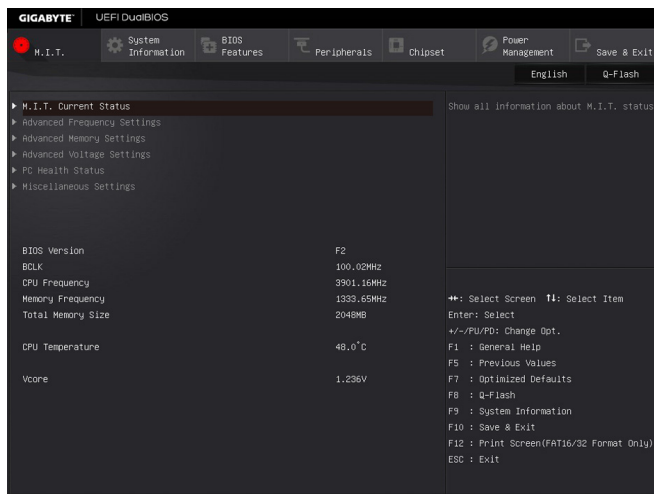 GIGABYTE™ UEFI DualBIOS
M.I.T.
System Information
BIOS Features
Peripherals
Chipset
Power Management
Save & Exit
English Q-Flash
M.I.T. Current Status
Advanced Frequency Settings
Advanced Memory Settings
Advanced Voltage Settings
PC Health Status
Miscellaneous Settings
Show all information about M.I.T. status
BIOS Version F2
BCLK 100.02MHz
CPU Frequency 3901.16MHz
Memory Frequency 1333.65MHz
Total Memory Size 2048MB
CPU Temperature 48.0°C
Vcore 1.236V
→←: Select Screen ↑↓: Select Item
Enter: Select
+/-/PU/PD: Change Opt.
F1 : General Help
F5 : Previous Values
F7 : Optimized Defaults
F8 : Q-Flash
F9 : System Information
F10 : Save & Exit
F12 : Print Screen(FAT16/32 Format Only)
ESC : Exit